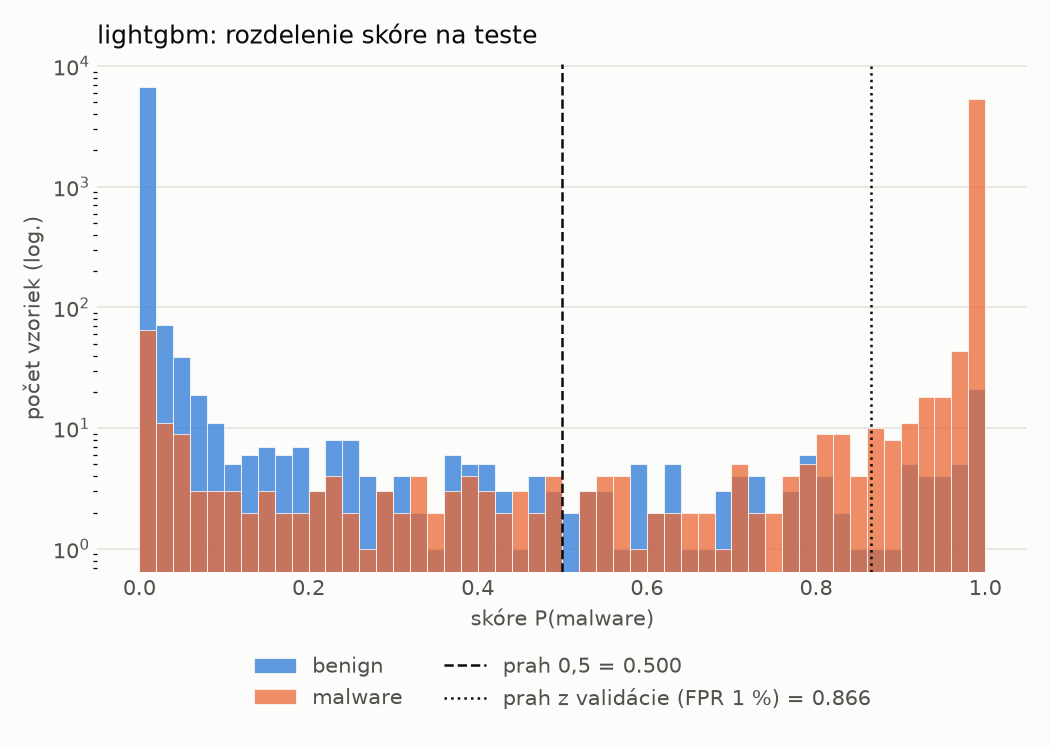 lightgbm: rozdelenie skóre na teste
počet vzoriek (log.)
10⁴
10³
10²
10¹
10⁰
0.0 0.2 0.4 0.6 0.8 1.0
skóre P(malware)
benign
malware
prah 0,5 = 0.500
prah z validácie (FPR 1 %) = 0.866